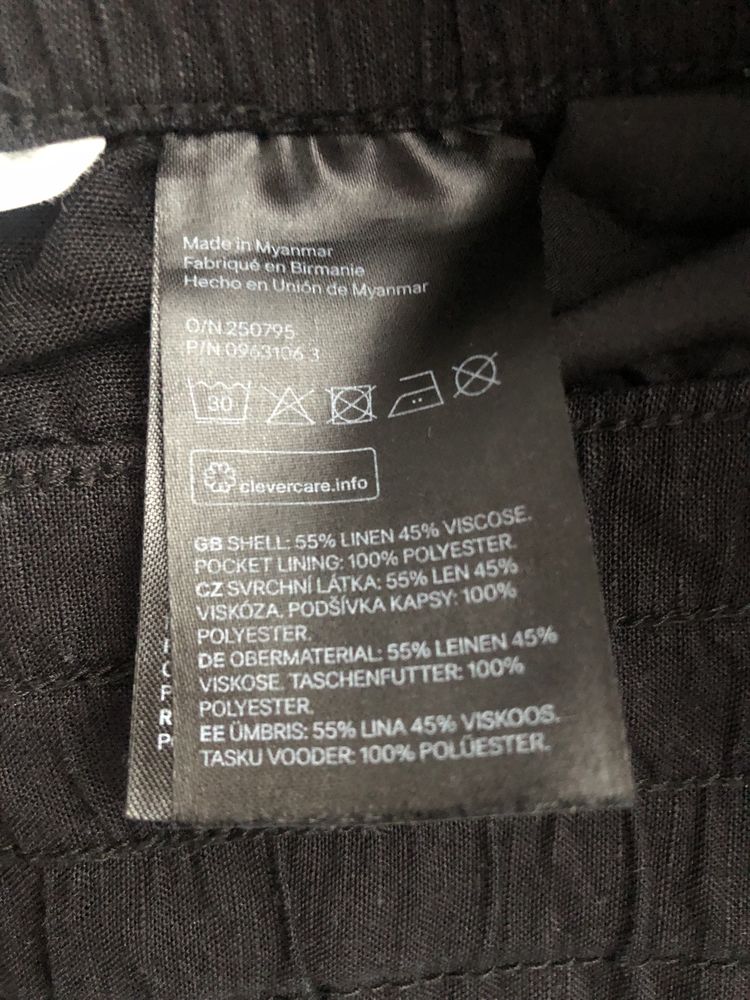 Made in Myanmar
Fabriqué en Birmanie
Hecho en Unión de Myanmar
O/N 250795
P/N 0963106 3
30
clevercare.info
GB SHELL: 55% LINEN 45% VISCOSE.
POCKET LINING: 100% POLYESTER.
CZ SVRCHNÍ LÁTKA: 55% LEN 45%
VISKÓZA, PODŠÍVKA KAPSY: 100%
POLYESTER.
DE OBERMATERIAL: 55% LEINEN 45%
VISKOSE. TASCHENFUTTER: 100%
POLYESTER.
EE ÜMBRIS: 55% LINA 45% VISKOOS.
TASKU VOODER: 100% POLÜESTER.